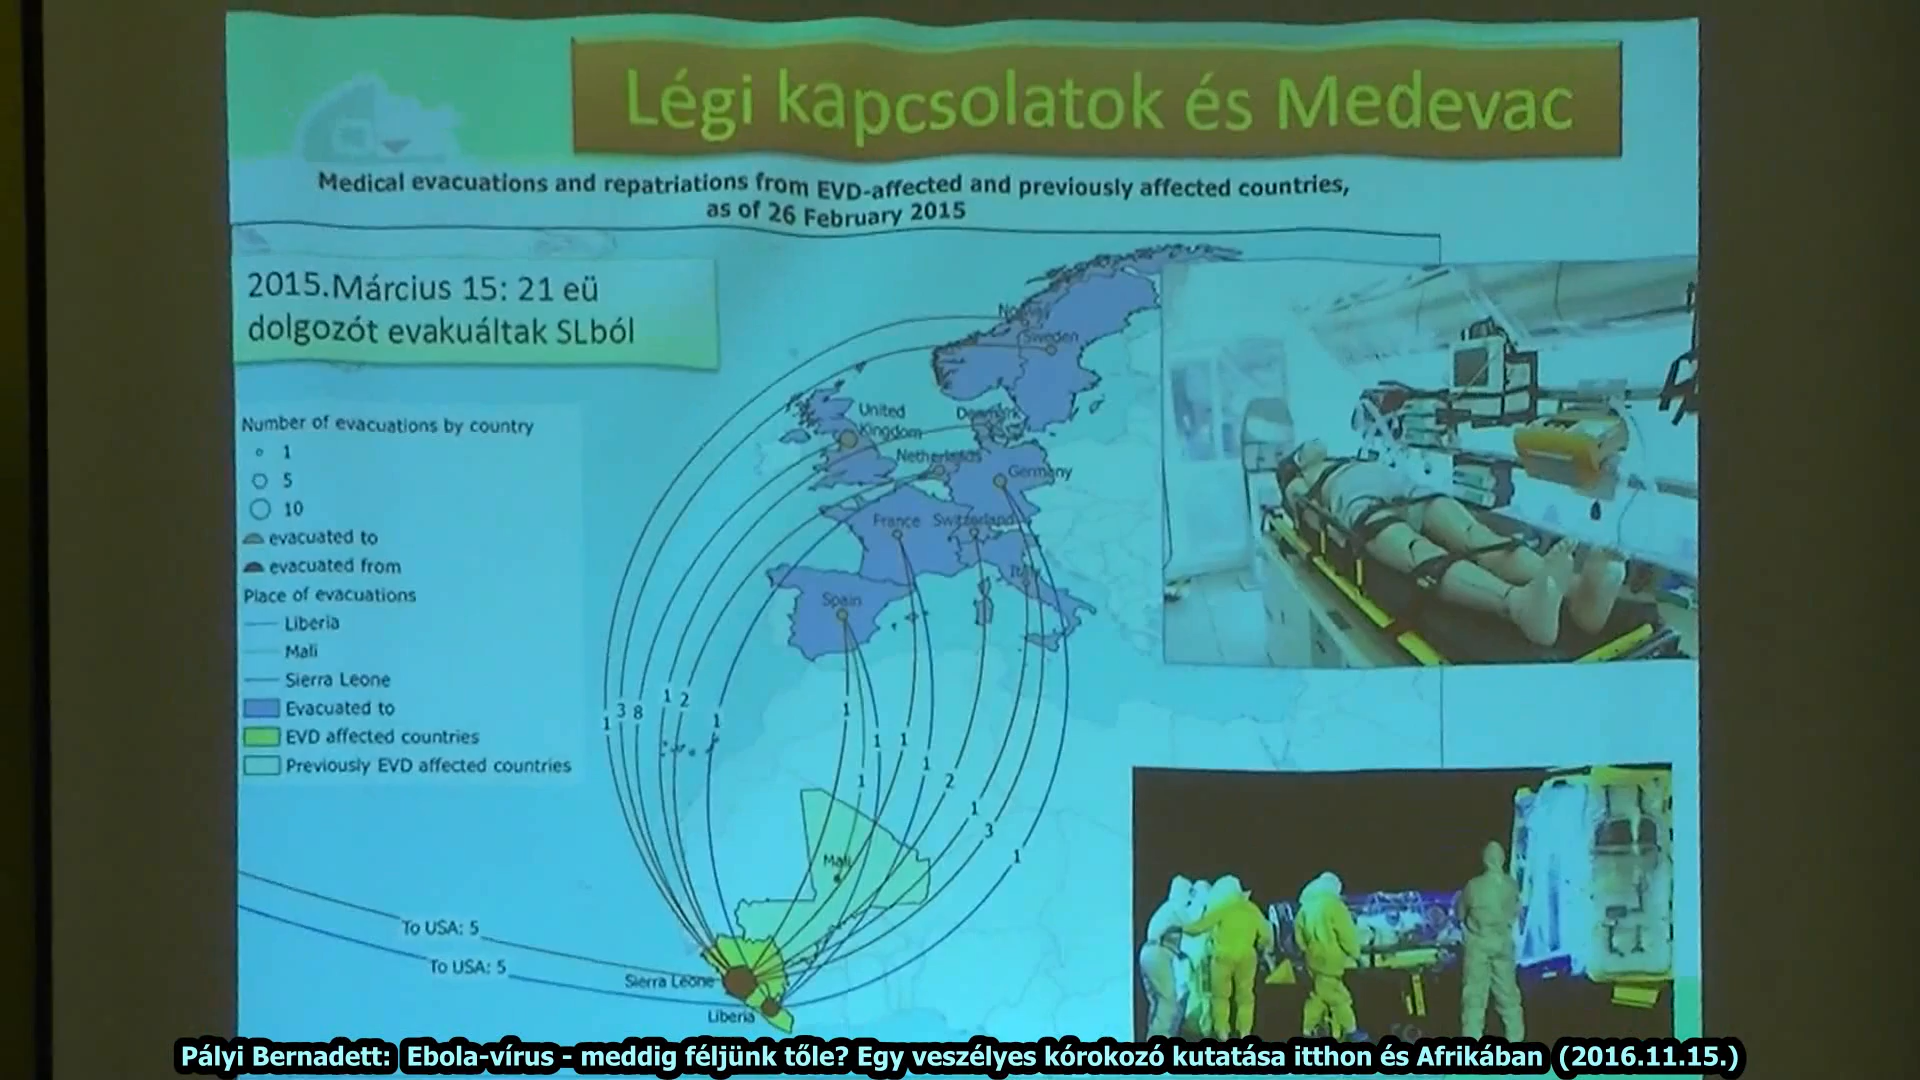 Légi kapcsolatok és Medevac
Medical evacuations and repatriations from EVD-affected and previously affected countries,
as of 26 February 2015
2015.Március 15: 21 eü
dolgozót evakuáltak SLból
Number of evacuations by country
1
5
10
evacuated to
evacuated from
Place of evacuations
Liberia
Mali
Sierra Leone
Evacuated to
EVD affected countries
Previously EVD affected countries
Norway
Sweden
United
Kingdom
Denmark
Netherlands
Germany
France
Switzerland
Italy
Spain
1
3
8
1
2
1
1
1
1
1
1
2
1
3
1
Mali
To USA: 5
To USA: 5
Sierra Leone
Liberia
Pályi Bernadett: Ebola-vírus - meddig féljünk tőle? Egy veszélyes kórokozó kutatása itthon és Afrikában (2016.11.15.)